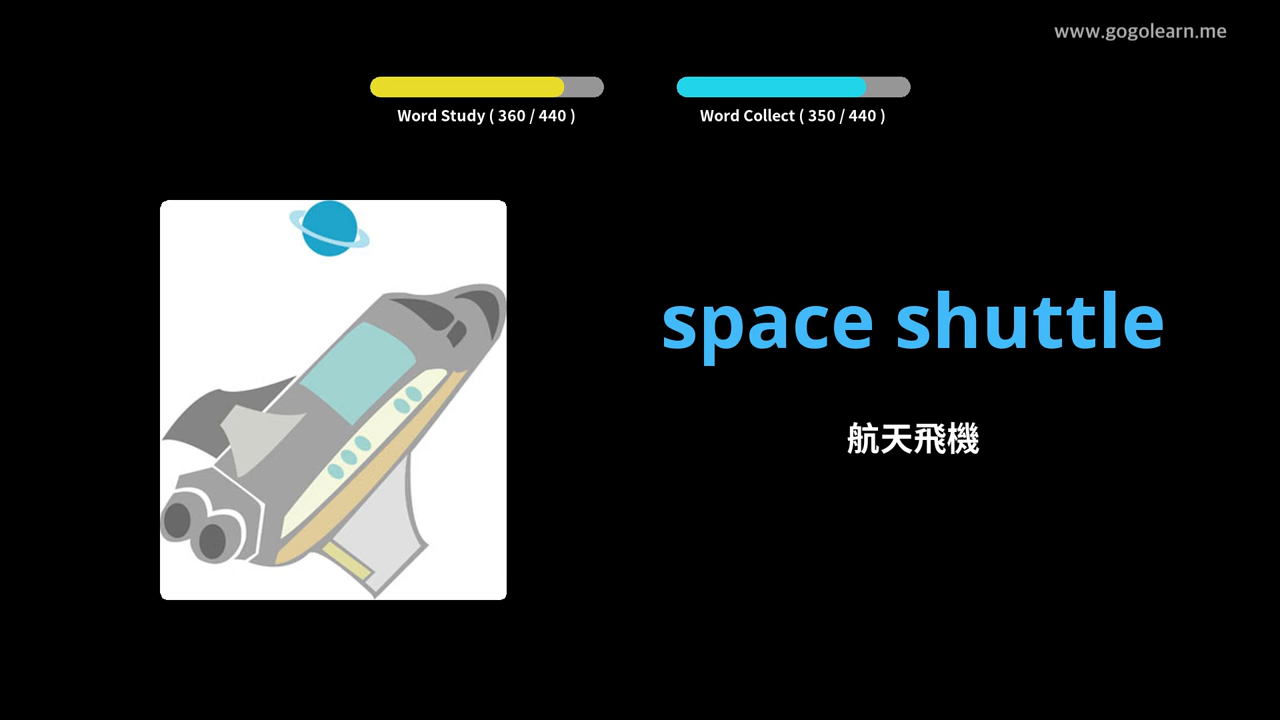 www.gogolearn.me
Word Study ( 360 / 440 )
Word Collect ( 350 / 440 )
space shuttle
航天飛機